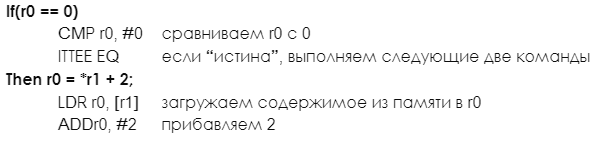 If(r0 == 0)
CMP r0, #0 сравниваем r0 с 0
ITTEE EQ если “истина”, выполняем следующие две команды
Then r0 = *r1 + 2;
LDR r0, [r1] загружаем содержимое из памяти в r0
ADDr0, #2 прибавляем 2